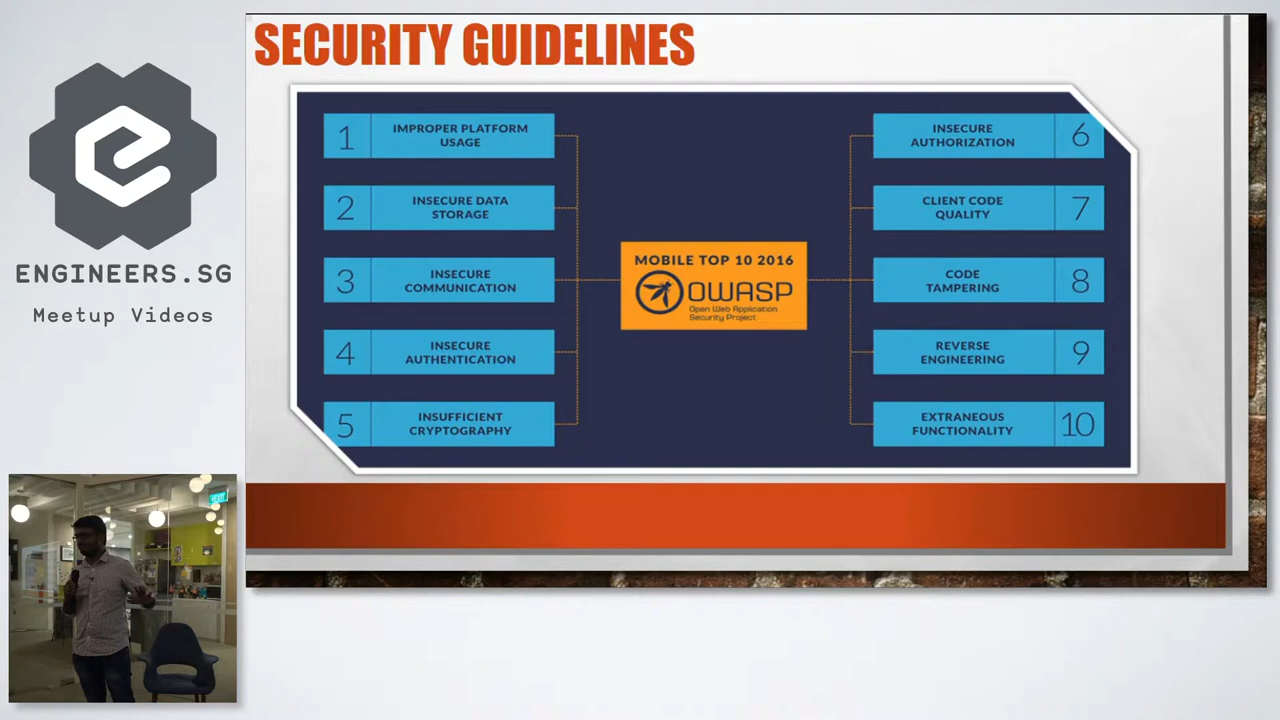 SECURITY GUIDELINES
1
IMPROPER PLATFORM
USAGE
2
INSECURE DATA
STORAGE
3
INSECURE
COMMUNICATION
4
INSECURE
AUTHENTICATION
5
INSUFFICIENT
CRYPTOGRAPHY
MOBILE TOP 10 2016
OWASP
Open Web Application
Security Project
INSECURE
AUTHORIZATION
6
CLIENT CODE
QUALITY
7
CODE
TAMPERING
8
REVERSE
ENGINEERING
9
EXTRANEOUS
FUNCTIONALITY
10
ENGINEERS.SG
Meetup Videos
EXIT